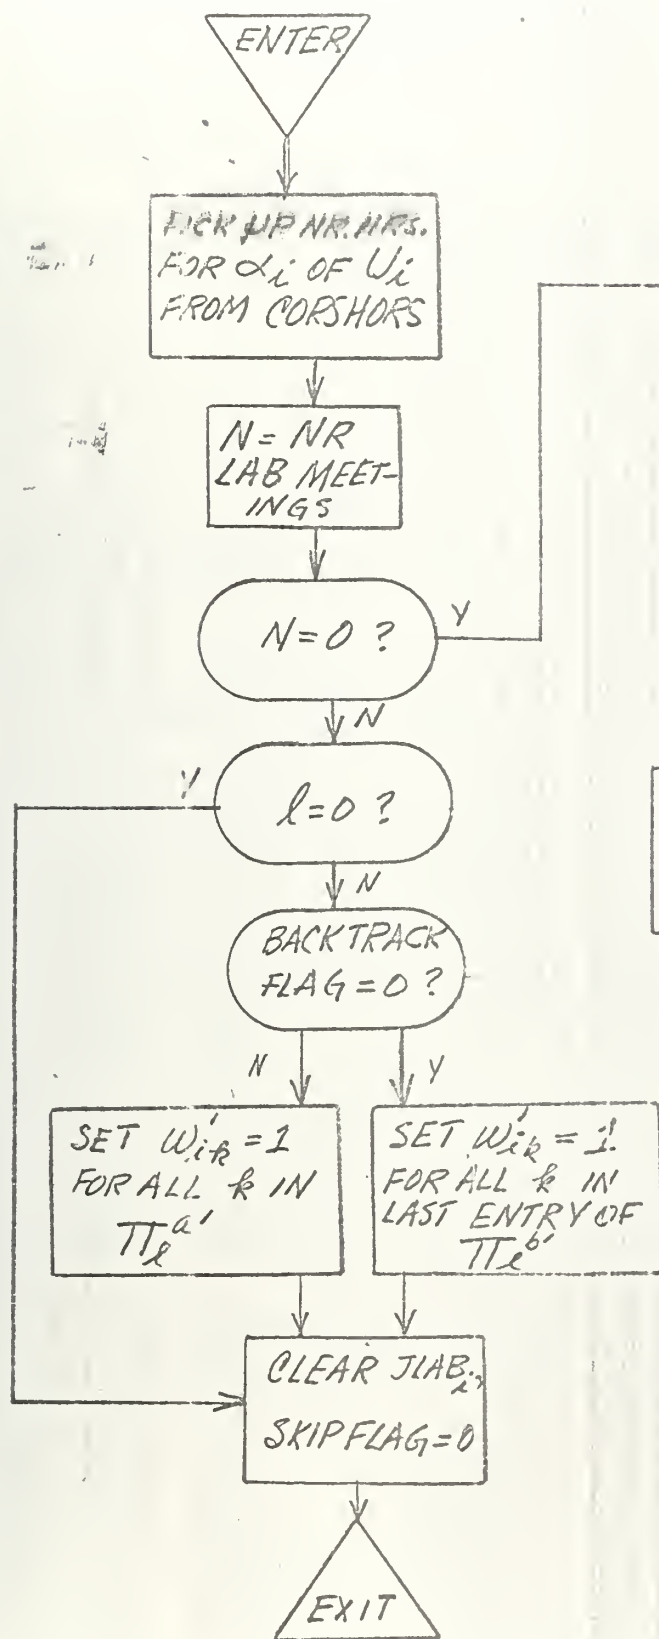 ENTER
PICK UP NR. HRS.
FOR αi OF Ui
FROM CORSHORS
N = NR
LAB MEET-
INGS
N = 0 ?
Y
N
l = 0 ?
Y
N
BACKTRACK
FLAG = 0 ?
N
Y
SET W'ik = 1
FOR ALL k IN
Πl a'
SET W'ik = 1
FOR ALL k IN
LAST ENTRY OF
Πl b'
CLEAR JLABi,
SKIPFLAG = 0
EXIT